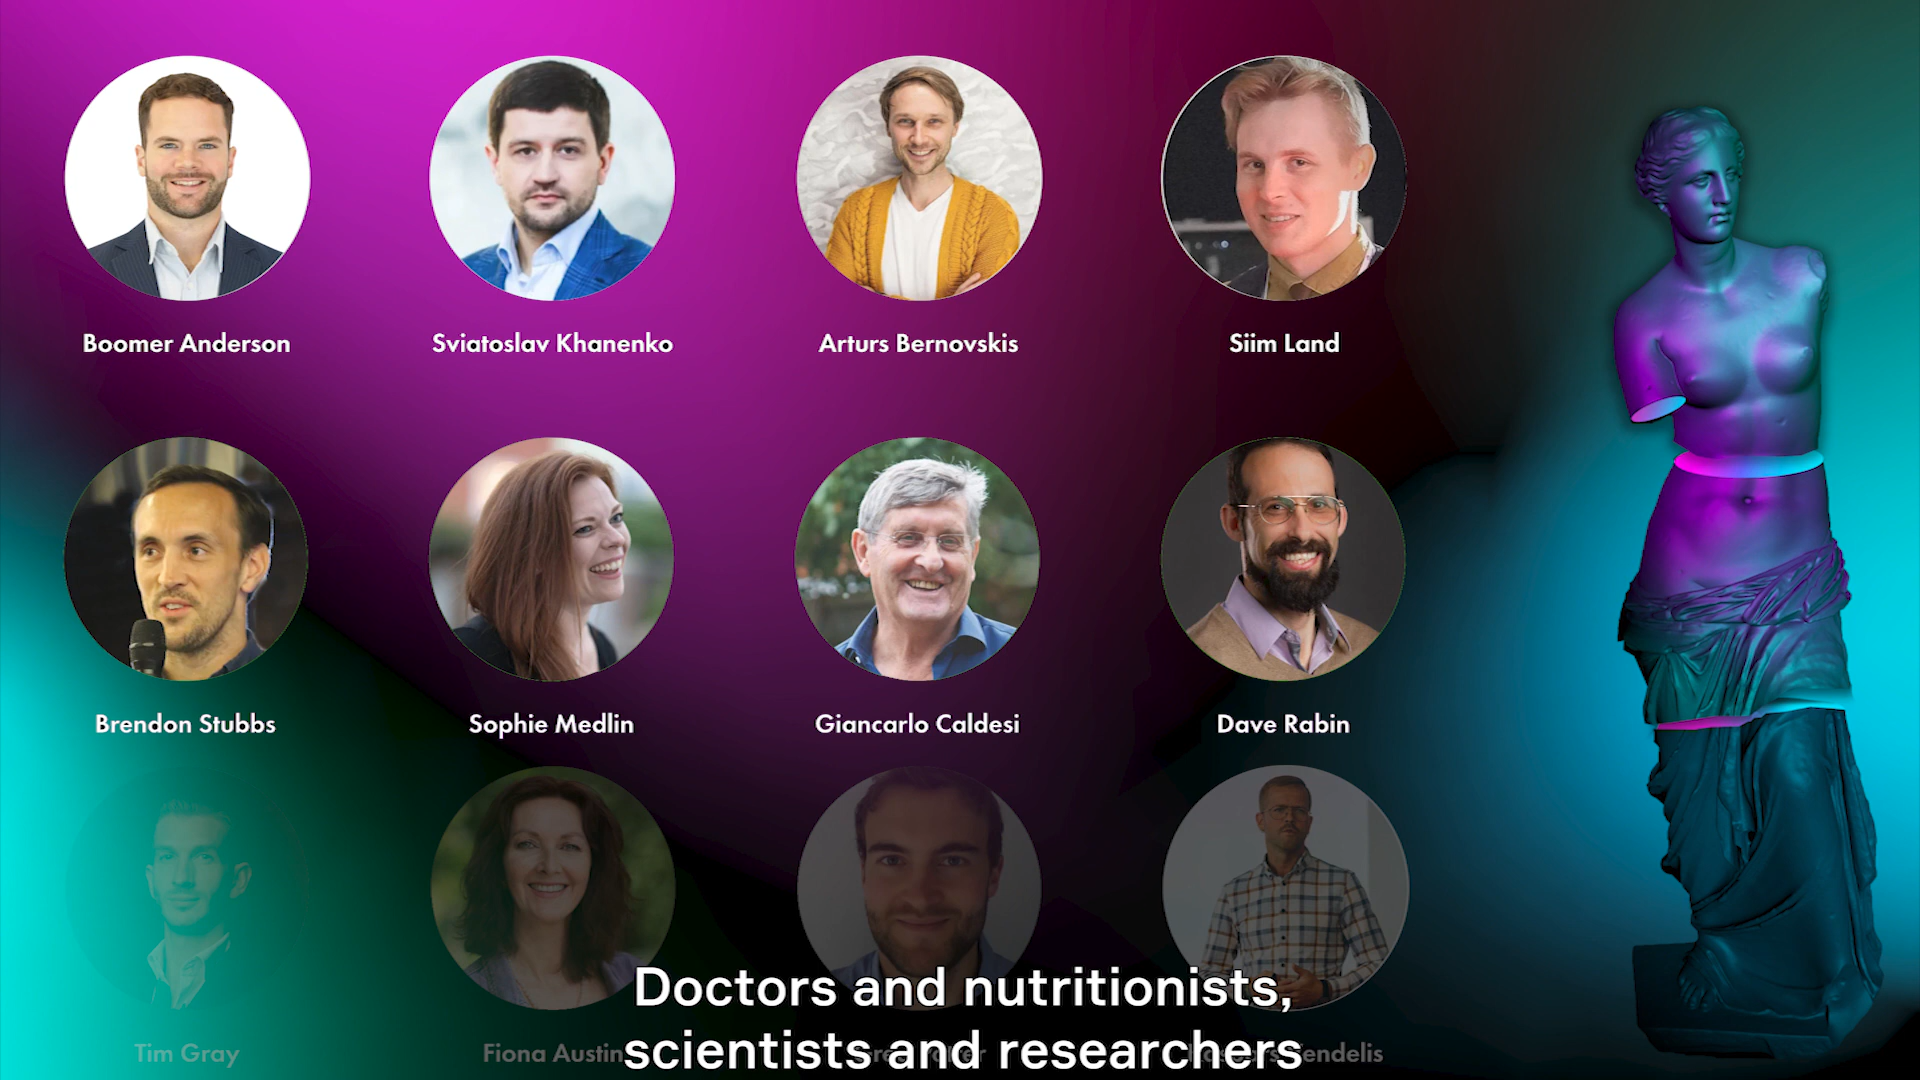 Boomer Anderson
Sviatoslav Khanenko
Arturs Bernovskis
Siim Land
Brendon Stubbs
Sophie Medlin
Giancarlo Caldesi
Dave Rabin
Tim Gray
Fiona Austin
Doctors and nutritionists,
scientists and researchers